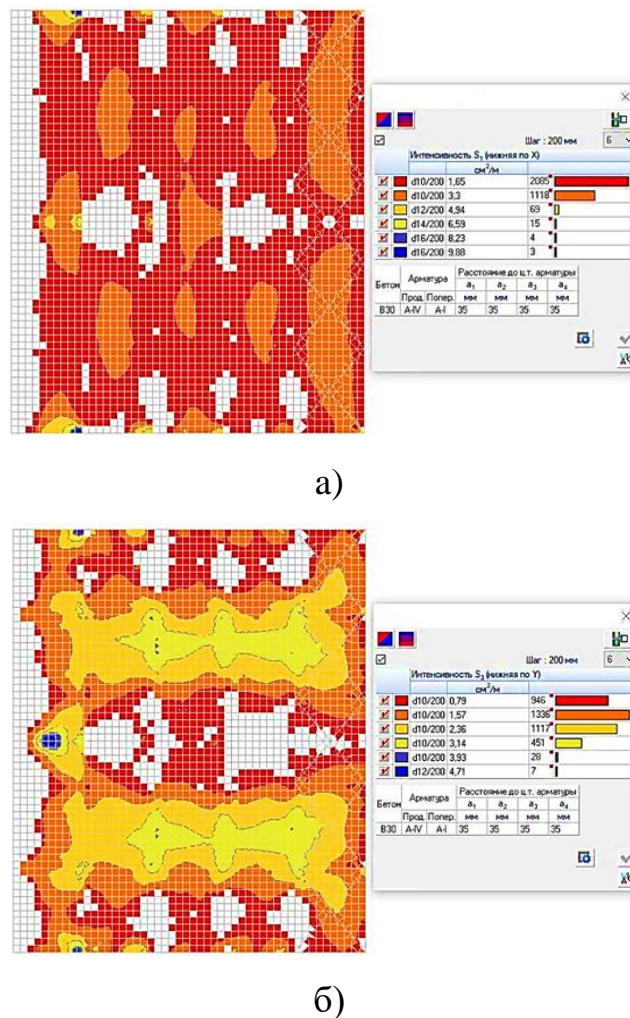 Шаг : 200 мм
6
Интенсивность S₁ (нижняя по X)
см²/м
d10/200 1,65 2085
d10/200 3,3 1118
d12/200 4,94 69
d14/200 6,59 15
d16/200 8,23 4
d16/200 9,88 3
Бетон Арматура Расстояние до ц.т. арматуры
Прод. Попер. a₁ a₂ a₃ a₄
мм мм мм мм
B30 A-IV A-I 35 35 35 35
а)
Шаг : 200 мм
6
Интенсивность S₃ (нижняя по Y)
см²/м
d10/200 0,79 946
d10/200 1,57 1336
d10/200 2,36 1117
d10/200 3,14 451
d10/200 3,93 28
d12/200 4,71 7
Бетон Арматура Расстояние до ц.т. арматуры
Прод. Попер. a₁ a₂ a₃ a₄
мм мм мм мм
B30 A-IV A-I 35 35 35 35
б)